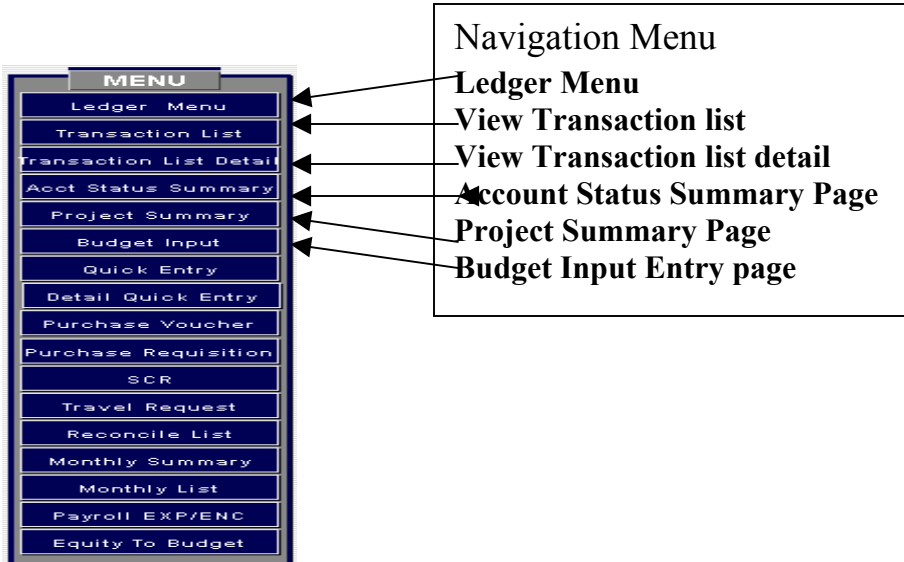 MENU
Ledger Menu
Transaction List
Transaction List Detail
Acct Status Summary
Project Summary
Budget Input
Quick Entry
Detail Quick Entry
Purchase Voucher
Purchase Requisition
SCR
Travel Request
Reconcile List
Monthly Summary
Monthly List
Payroll EXP/ENC
Equity To Budget
Navigation Menu
Ledger Menu
View Transaction list
View Transaction list detail
Account Status Summary Page
Project Summary Page
Budget Input Entry page